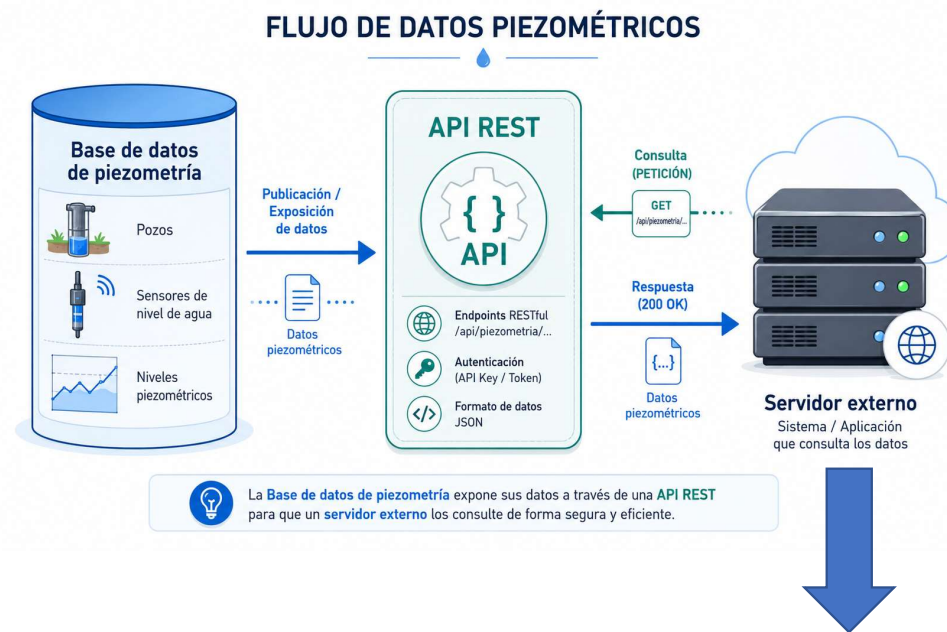 FLUJO DE DATOS PIEZOMÉTRICOS
Base de datos
de piezometría
Pozos
Sensores de
nivel de agua
Niveles
piezométricos
Publicación /
Exposición
de datos
Datos
piezométricos
API REST
{ }
API
Endpoints RESTful
/api/piezometria/...
Autenticación
(API Key / Token)
</>
Formato de datos
JSON
Consulta
(PETICIÓN)
GET
/api/piezometria/...
Respuesta
(200 OK)
{...}
Datos
piezométricos
Servidor externo
Sistema / Aplicación
que consulta los datos
La Base de datos de piezometría expone sus datos a través de una API REST
para que un servidor externo los consulte de forma segura y eficiente.